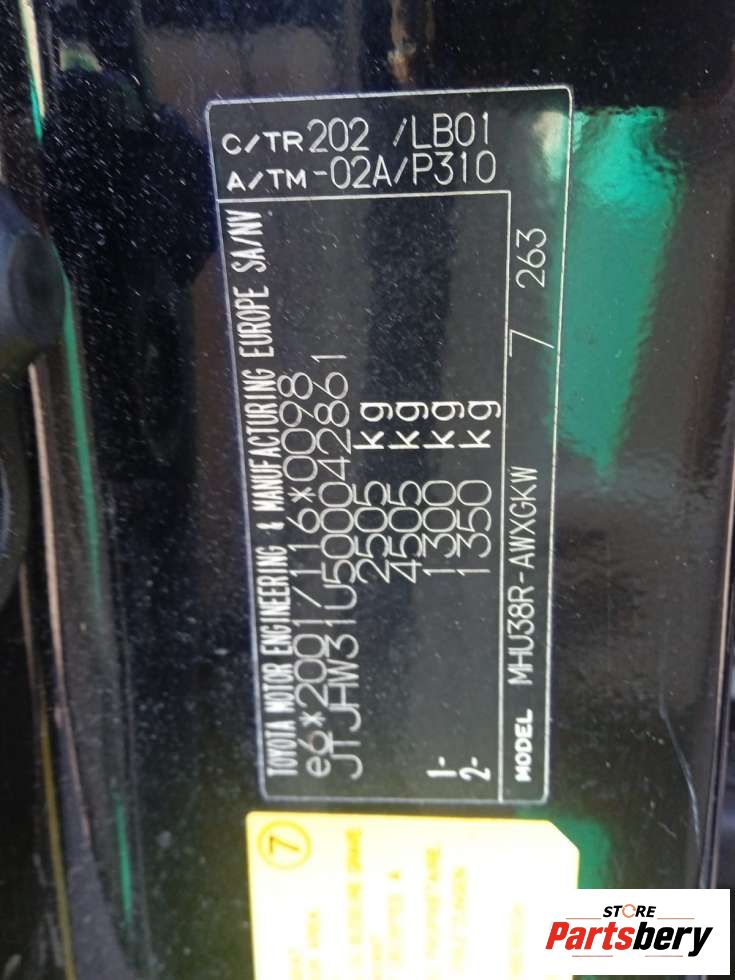 C/TR 202 /LB01
A/TM -02A/P310
TOYOTA MOTOR ENGINEERING & MANUFACTURING EUROPE SA/NV
e6*2001/116*0098
JTJHW31U500042861
2505 kg
4505 kg
1- 1300 kg
2- 1350 kg
MODEL MHU38R-AWXGKW 7 263
7
STORE
Partsbery